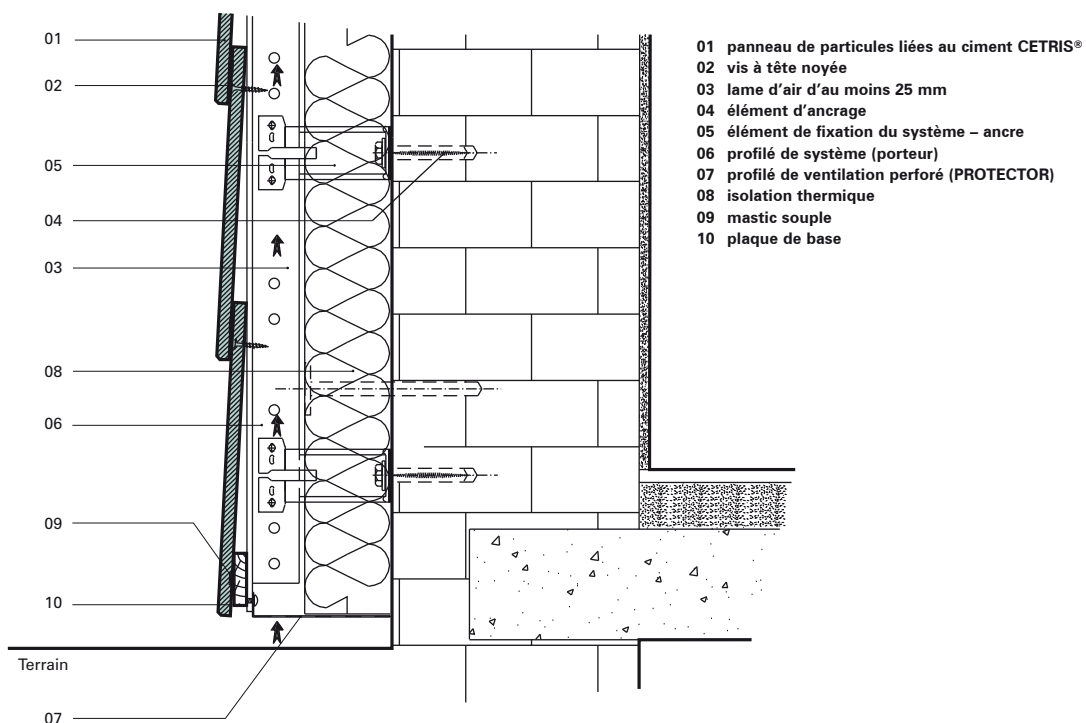 01
02
05
04
03
08
06
09
10
Terrain
07
01 panneau de particules liées au ciment CETRIS®
02 vis à tête noyée
03 lame d’air d’au moins 25 mm
04 élément d’ancrage
05 élément de fixation du système – ancre
06 profilé de système (porteur)
07 profilé de ventilation perforé (PROTECTOR)
08 isolation thermique
09 mastic souple
10 plaque de base